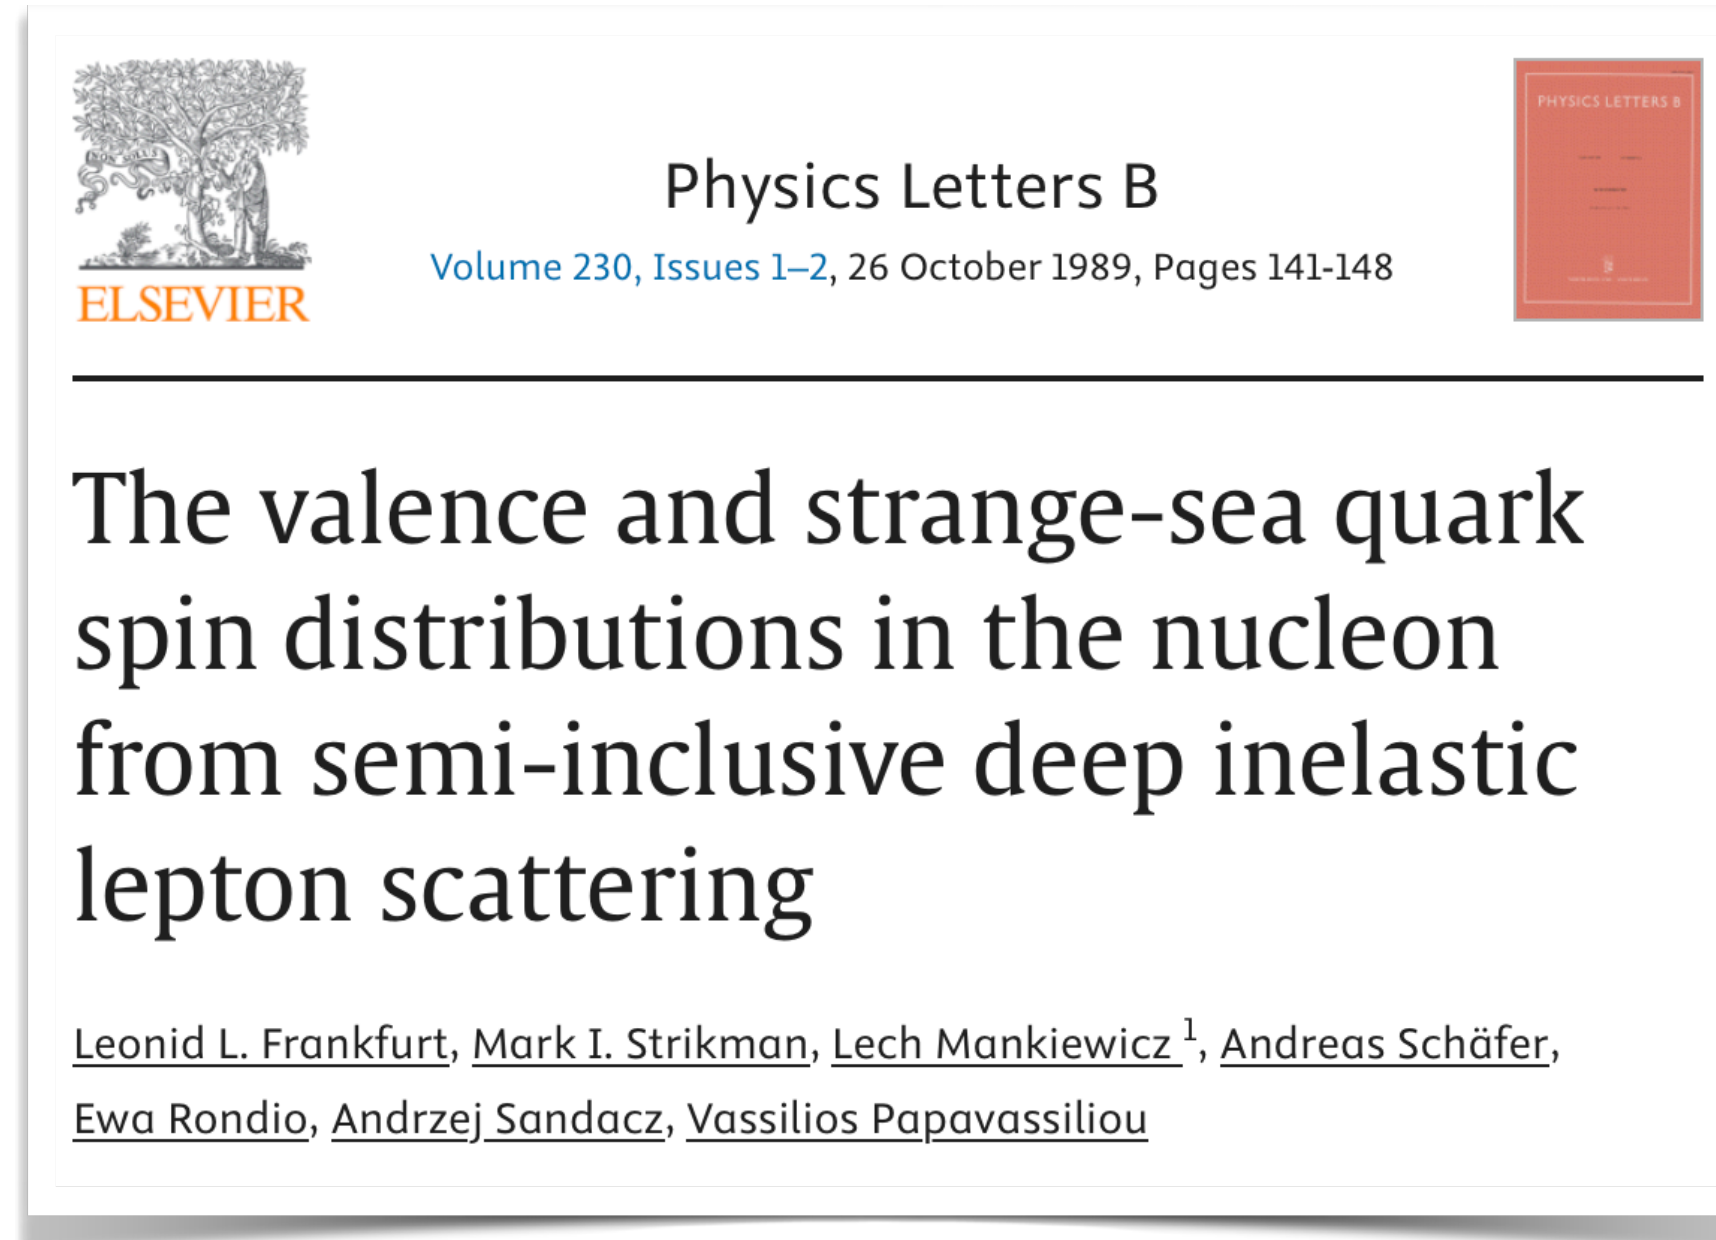 NON SOLUS
ELSEVIER
Physics Letters B
Volume 230, Issues 1–2, 26 October 1989, Pages 141-148
PHYSICS LETTERS B
The valence and strange-sea quark
spin distributions in the nucleon
from semi-inclusive deep inelastic
lepton scattering
Leonid L. Frankfurt, Mark I. Strikman, Lech Mankiewicz ¹, Andreas Schäfer,
Ewa Rondio, Andrzej Sandacz, Vassilios Papavassiliou